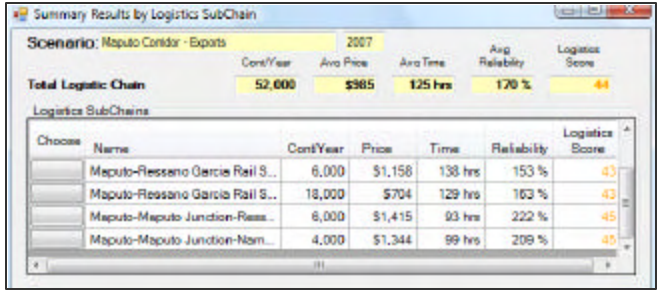 Summary Results by Logistics SubChain
Scenario: Maputo Corridor - Exports 2007
Cont/Year Avg Price Avg Time Avg Reliability Logistics Score
Total Logistic Chain 52,000 $985 125 hrs 170 % 44
Logistics SubChains
Choose Name Cont/Year Price Time Reliability Logistics Score
Maputo-Ressano Garcia Rail S... 6,000 $1,158 138 hrs 153 % 43
Maputo-Ressano Garcia Rail S... 18,000 $704 129 hrs 163 % 43
Maputo-Maputo Junction-Ress... 6,000 $1,415 93 hrs 222 % 45
Maputo-Maputo Junction-Nam... 4,000 $1,344 99 hrs 209 % 45